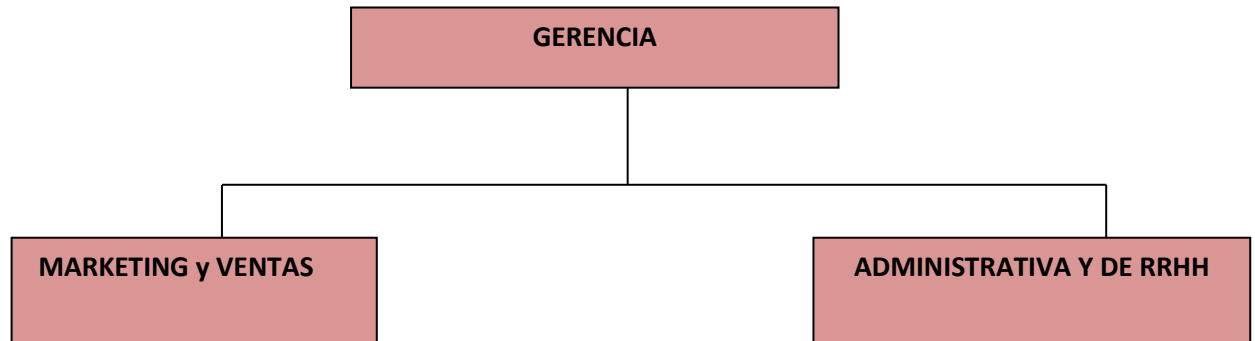 GERENCIA
MARKETING y VENTAS
ADMINISTRATIVA Y DE RRHH